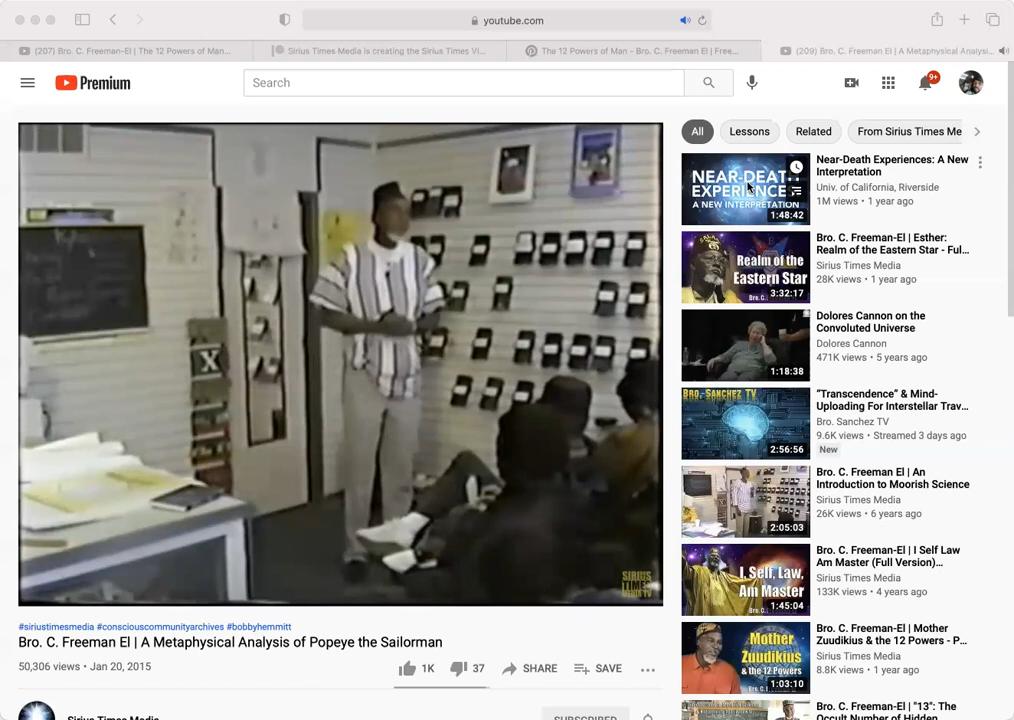 youtube.com
(207) Bro. C. Freeman-El | The 12 Powers of Man...
Sirius Times Media is creating the Sirius Times Vi...
The 12 Powers of Man - Bro. C. Freeman El | Free...
(209) Bro. C. Freeman El | A Metaphysical Analysi...
Premium
Search
9+
All
Lessons
Related
From Sirius Times Me
NEAR-DEATH
EXPERIENCES
A NEW INTERPRETATION
1:48:42
Near-Death Experiences: A New
Interpretation
Univ. of California, Riverside
1M views • 1 year ago
Realm of the
Eastern Star
Bro. C.
3:32:17
Bro. C. Freeman-El | Esther:
Realm of the Eastern Star - Ful...
Sirius Times Media
28K views • 1 year ago
1:18:38
Dolores Cannon on the
Convoluted Universe
Dolores Cannon
471K views • 5 years ago
BRO. SANCHEZ TV
2:56:56
“Transcendence” & Mind-
Uploading For Interstellar Trav...
Bro. Sanchez TV
9.6K views • Streamed 3 days ago
New
2:05:03
Bro. C. Freeman El | An
Introduction to Moorish Science
Sirius Times Media
26K views • 6 years ago
I, Self, Law,
Am Master
1:45:04
Bro. C. Freeman-El | I Self Law
Am Master (Full Version)...
Sirius Times Media
133K views • 4 years ago
Mother
Zuudikius
& the 12 Powers
1:03:10
Bro. C. Freeman-El | Mother
Zuudikius & the 12 Powers - P...
Sirius Times Media
8.8K views • 1 year ago
Bro. C. Freeman-El | "13": The
Occult Number of Hidden
X
SIRIUS
TIMES
MEDIA TV
#siriustimesmedia #consciouscommunityarchives #bobbyhemmitt
Bro. C. Freeman El | A Metaphysical Analysis of Popeye the Sailorman
50,306 views • Jan 20, 2015
1K
37
SHARE
SAVE
Sirius Times Media
SUBSCRIBED